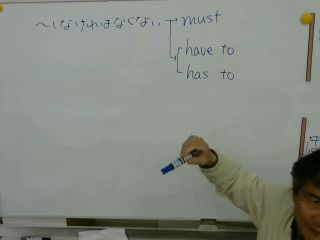 〜しなければならない → must
have to
has to